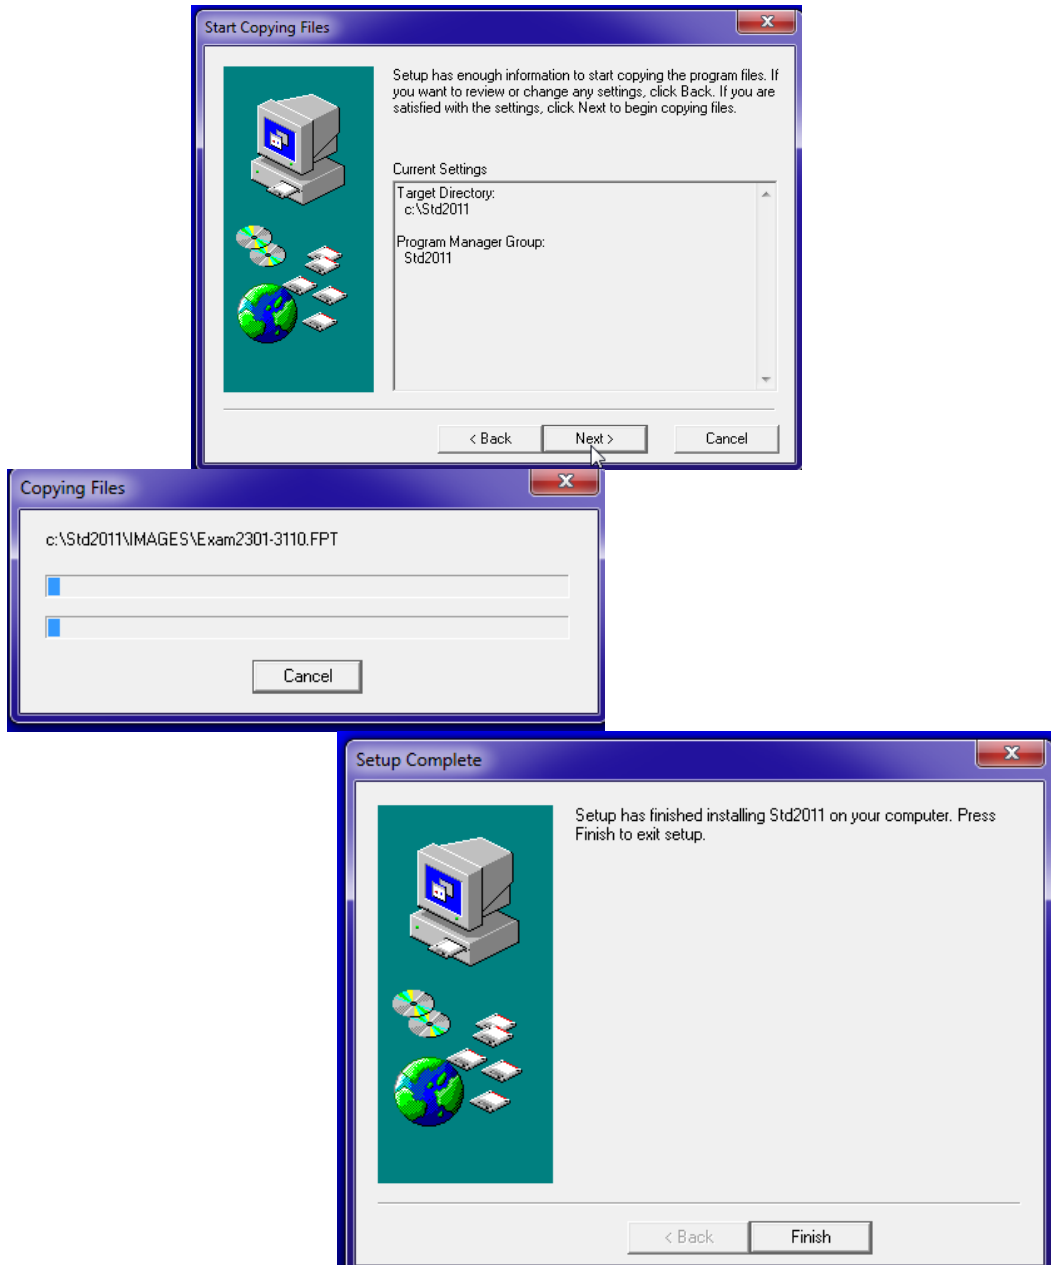 Start Copying Files
Setup has enough information to start copying the program files. If
you want to review or change any settings, click Back. If you are
satisfied with the settings, click Next to begin copying files.
Current Settings
Target Directory:
c:\Std2011
Program Manager Group:
Std2011
< Back Next > Cancel
Copying Files
c:\Std2011\IMAGES\Exam2301-3110.FPT
Cancel
Setup Complete
Setup has finished installing Std2011 on your computer. Press
Finish to exit setup.
< Back Finish